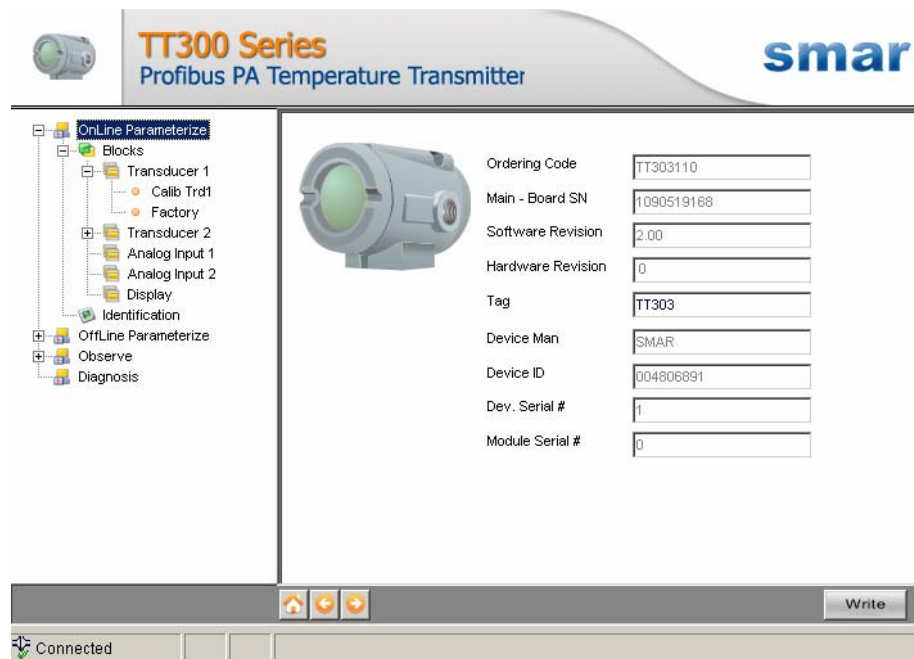 TT300 Series
Profibus PA Temperature Transmitter
smar
OnLine Parameterize
Blocks
Transducer 1
Calib Trd1
Factory
Transducer 2
Analog Input 1
Analog Input 2
Display
Identification
OffLine Parameterize
Observe
Diagnosis
Ordering Code TT303110
Main - Board SN 1090519168
Software Revision 2.00
Hardware Revision 0
Tag TT303
Device Man SMAR
Device ID 004806891
Dev. Serial # 1
Module Serial # 0
Write
Connected